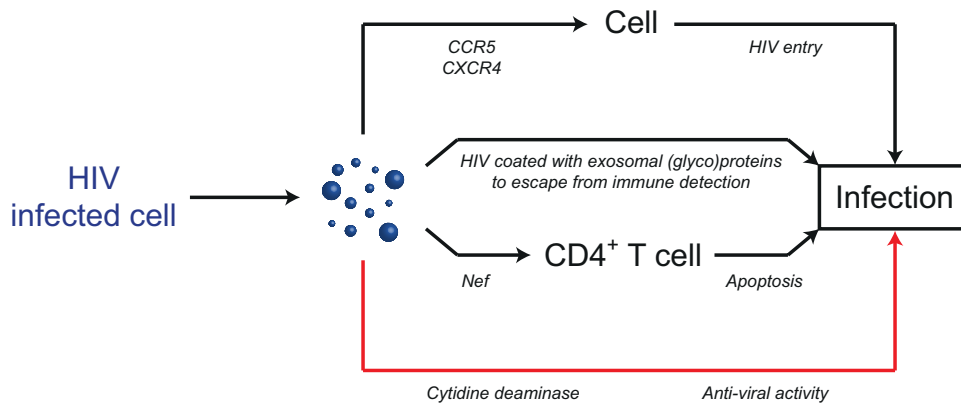 Cell
CCR5
CXCR4
HIV entry
HIV coated with exosomal (glyco)proteins
to escape from immune detection
HIV
infected cell
Infection
CD4⁺ T cell
Nef
Apoptosis
Cytidine deaminase
Anti-viral activity